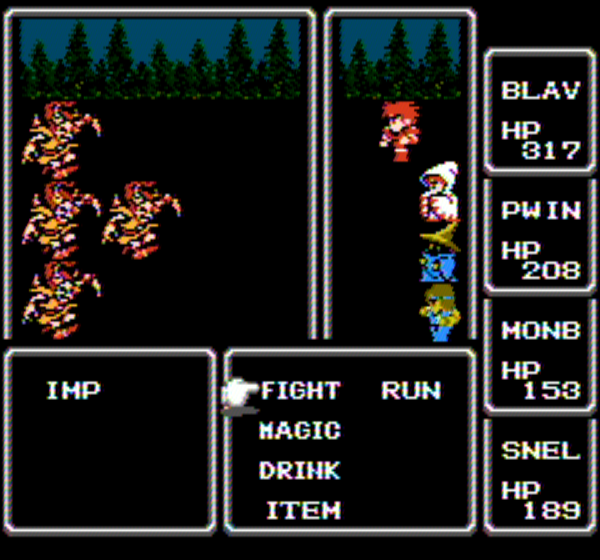 BLAV
HP
317
PWIN
HP
208
MONB
HP
153
SNEL
HP
189
IMP
FIGHT RUN
MAGIC
DRINK
ITEM